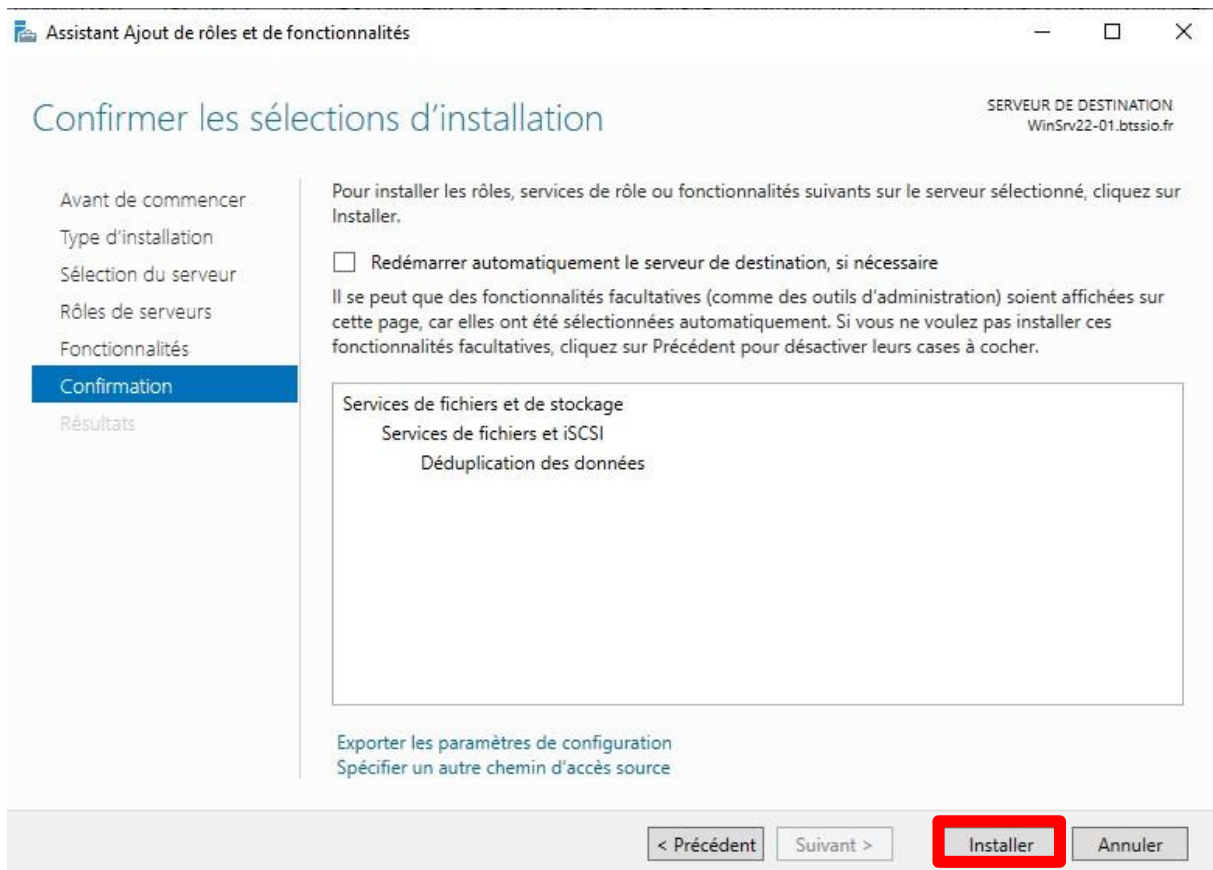 Assistant Ajout de rôles et de fonctionnalités
Confirmer les sélections d'installation
SERVEUR DE DESTINATION
WinSrv22-01.btssio.fr
Avant de commencer
Type d'installation
Sélection du serveur
Rôles de serveurs
Fonctionnalités
Confirmation
Résultats
Pour installer les rôles, services de rôle ou fonctionnalités suivants sur le serveur sélectionné, cliquez sur
Installer.
Redémarrer automatiquement le serveur de destination, si nécessaire
Il se peut que des fonctionnalités facultatives (comme des outils d'administration) soient affichées sur
cette page, car elles ont été sélectionnées automatiquement. Si vous ne voulez pas installer ces
fonctionnalités facultatives, cliquez sur Précédent pour désactiver leurs cases à cocher.
Services de fichiers et de stockage
Services de fichiers et iSCSI
Déduplication des données
Exporter les paramètres de configuration
Spécifier un autre chemin d'accès source
< Précédent
Suivant >
Installer
Annuler